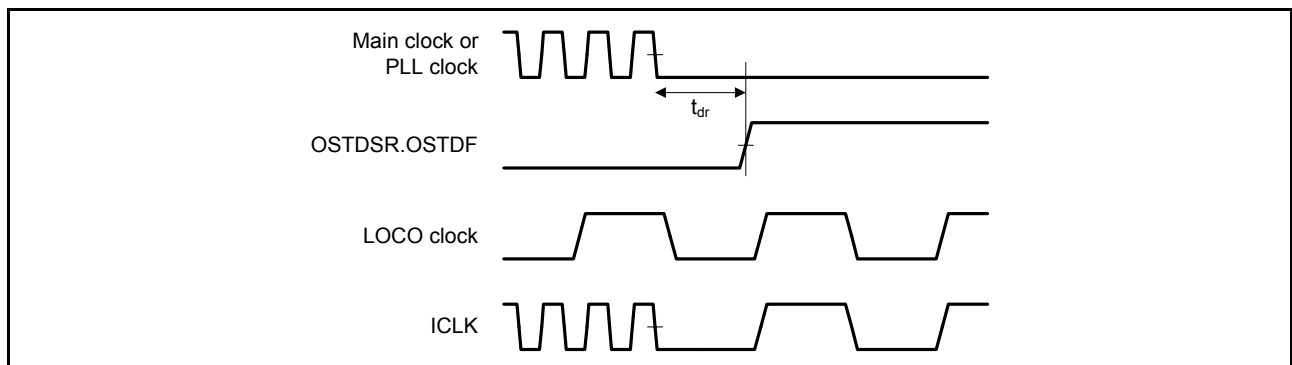 Main clock or
PLL clock
tdr
OSTDSR.OSTDF
LOCO clock
ICLK